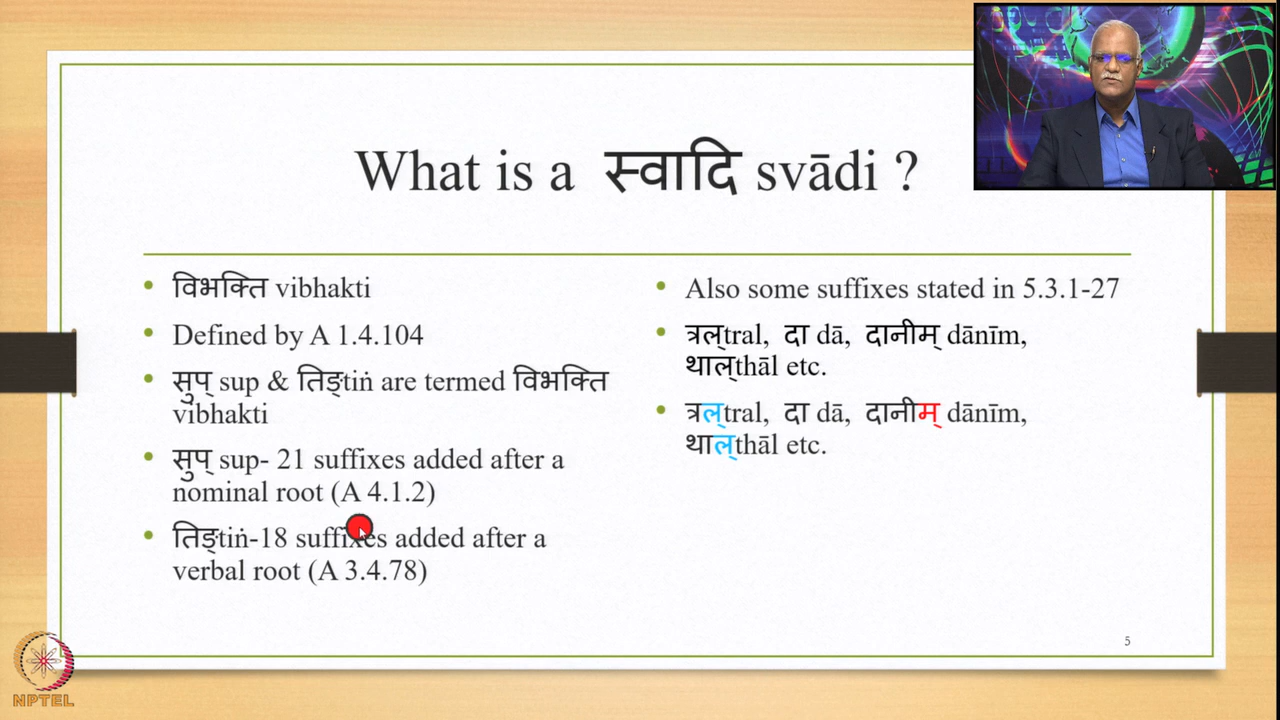 What is a स्वादि svādi ?
• विभक्ति vibhakti
• Defined by A 1.4.104
• सुप् sup & तिङ्tiṅ are termed विभक्ति
vibhakti
• सुप् sup- 21 suffixes added after a
nominal root (A 4.1.2)
• तिङ्tiṅ-18 suffixes added after a
verbal root (A 3.4.78)
• Also some suffixes stated in 5.3.1-27
• त्रल्tral, दा dā, दानीम् dānīm,
थाल्thāl etc.
• त्रल्tral, दा dā, दानीम् dānīm,
थाल्thāl etc.
5
NPTEL